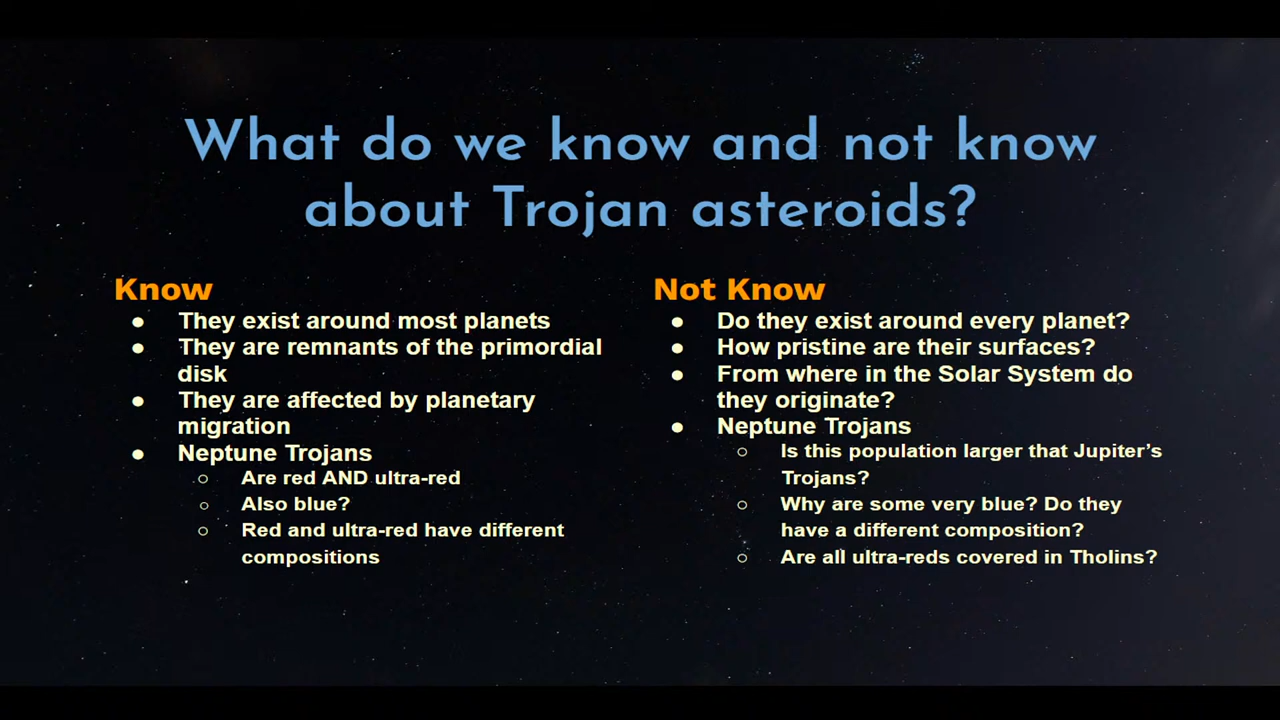 What do we know and not know
about Trojan asteroids?
Know
● They exist around most planets
● They are remnants of the primordial
disk
● They are affected by planetary
migration
● Neptune Trojans
○ Are red AND ultra-red
○ Also blue?
○ Red and ultra-red have different
compositions
Not Know
● Do they exist around every planet?
● How pristine are their surfaces?
● From where in the Solar System do
they originate?
● Neptune Trojans
○ Is this population larger that Jupiter's
Trojans?
○ Why are some very blue? Do they
have a different composition?
○ Are all ultra-reds covered in Tholins?